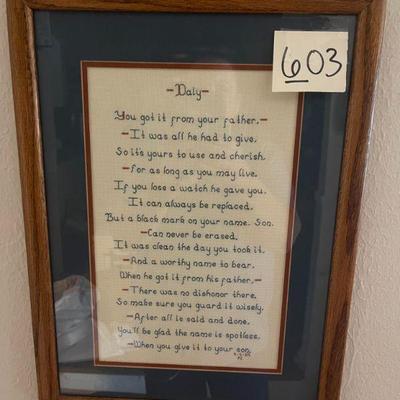 603
-Daly-
You got it from your father.-
-It was all he had to give.
So it's yours to use and cherish.
-for as long as you may live.
If you lose a watch he gave you.
It can always be replaced.
But a black mark on your name. Son.
-Can never be erased.
It was clean the day you took it.
-And a worthy name to bear.
When he got it from his father.-
-There was no dishonor there.
So make sure you guard it wisely.
-After all is said and done.
You'll be glad the name is spotless.
-When you give it to your son.